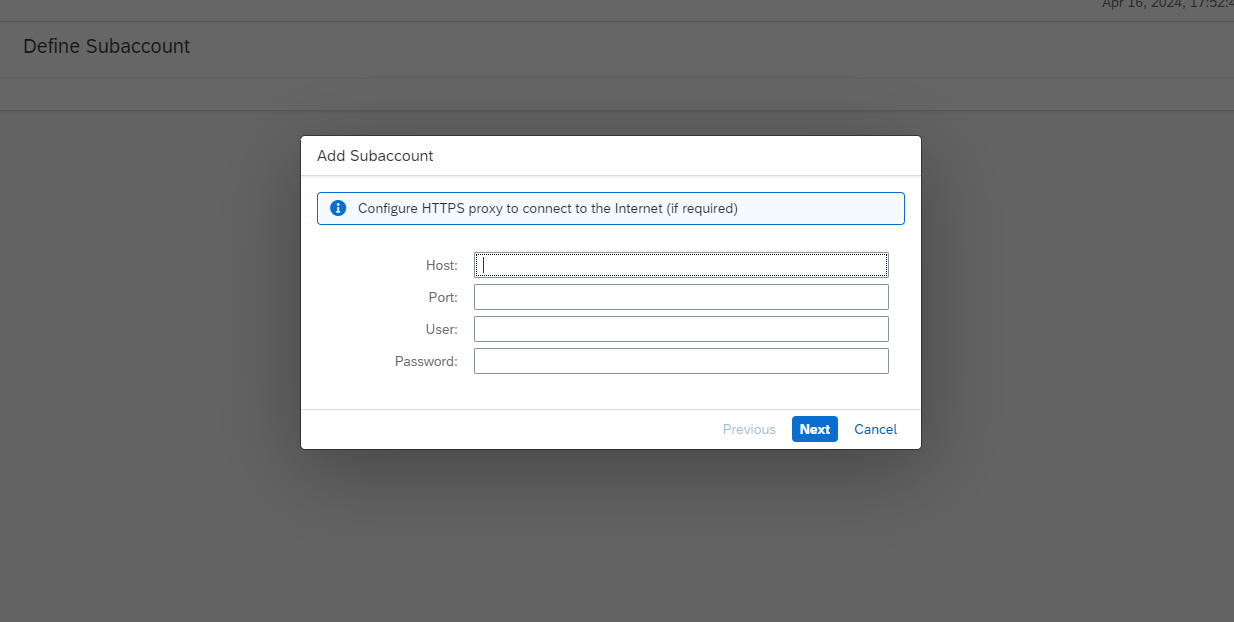 Apr 16, 2024, 17:52:4
Define Subaccount
Add Subaccount
Configure HTTPS proxy to connect to the Internet (if required)
Host:
Port:
User:
Password:
Previous Next Cancel